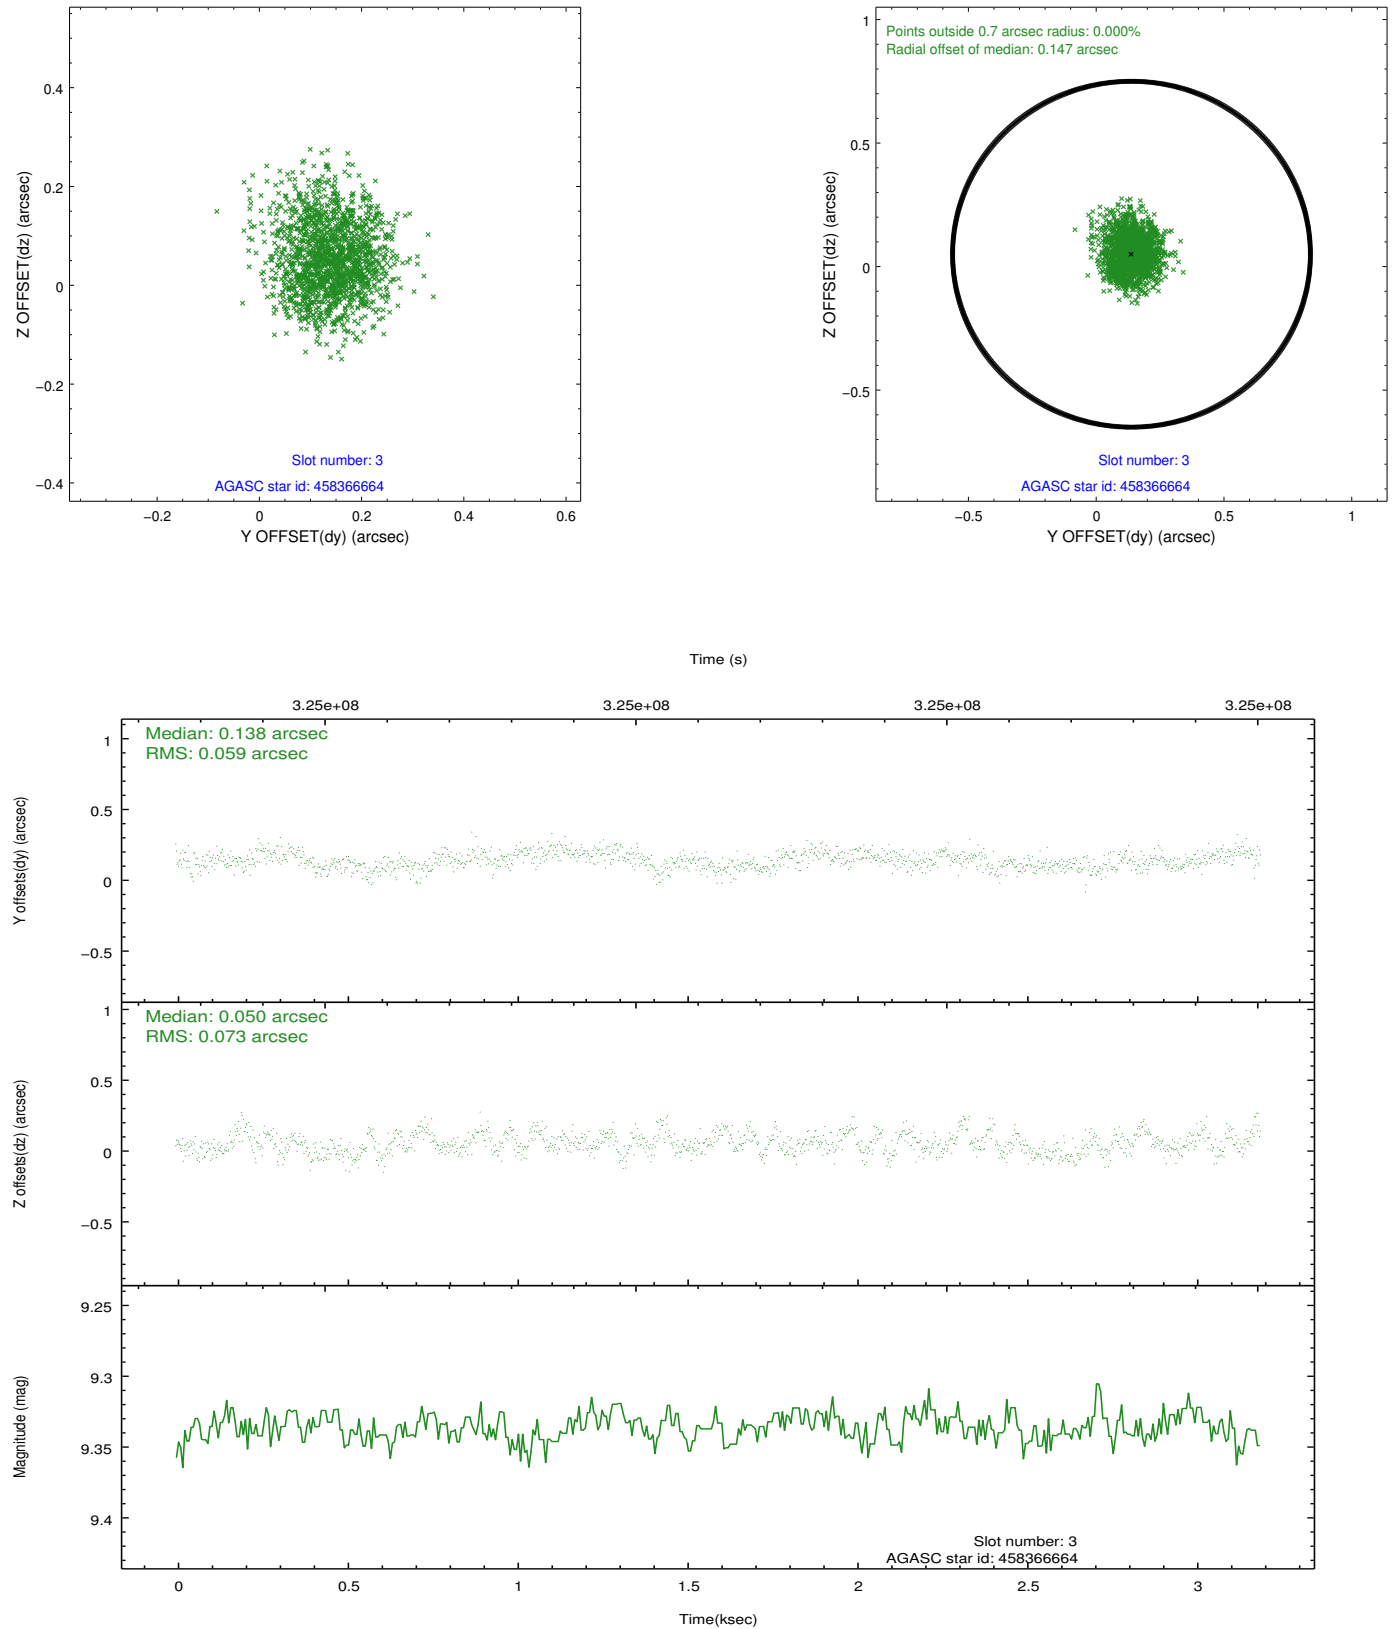 0.4
0.2
0
−0.2
−0.4
Z OFFSET(dz) (arcsec)
Slot number: 3
AGASC star id: 458366664
−0.2 0 0.2 0.4 0.6
Y OFFSET(dy) (arcsec)
Points outside 0.7 arcsec radius: 0.000%
Radial offset of median: 0.147 arcsec
1
0.5
0
−0.5
Z OFFSET(dz) (arcsec)
Slot number: 3
AGASC star id: 458366664
−0.5 0 0.5 1
Y OFFSET(dy) (arcsec)
Time (s)
3.25e+08 3.25e+08 3.25e+08 3.25e+08
Median: 0.138 arcsec
RMS: 0.059 arcsec
1
0.5
0
−0.5
Y offsets(dy) (arcsec)
Median: 0.050 arcsec
RMS: 0.073 arcsec
1
0.5
0
−0.5
Z offsets(dz) (arcsec)
9.25
9.3
9.35
9.4
Magnitude (mag)
Slot number: 3
AGASC star id: 458366664
0 0.5 1 1.5 2 2.5 3
Time(ksec)